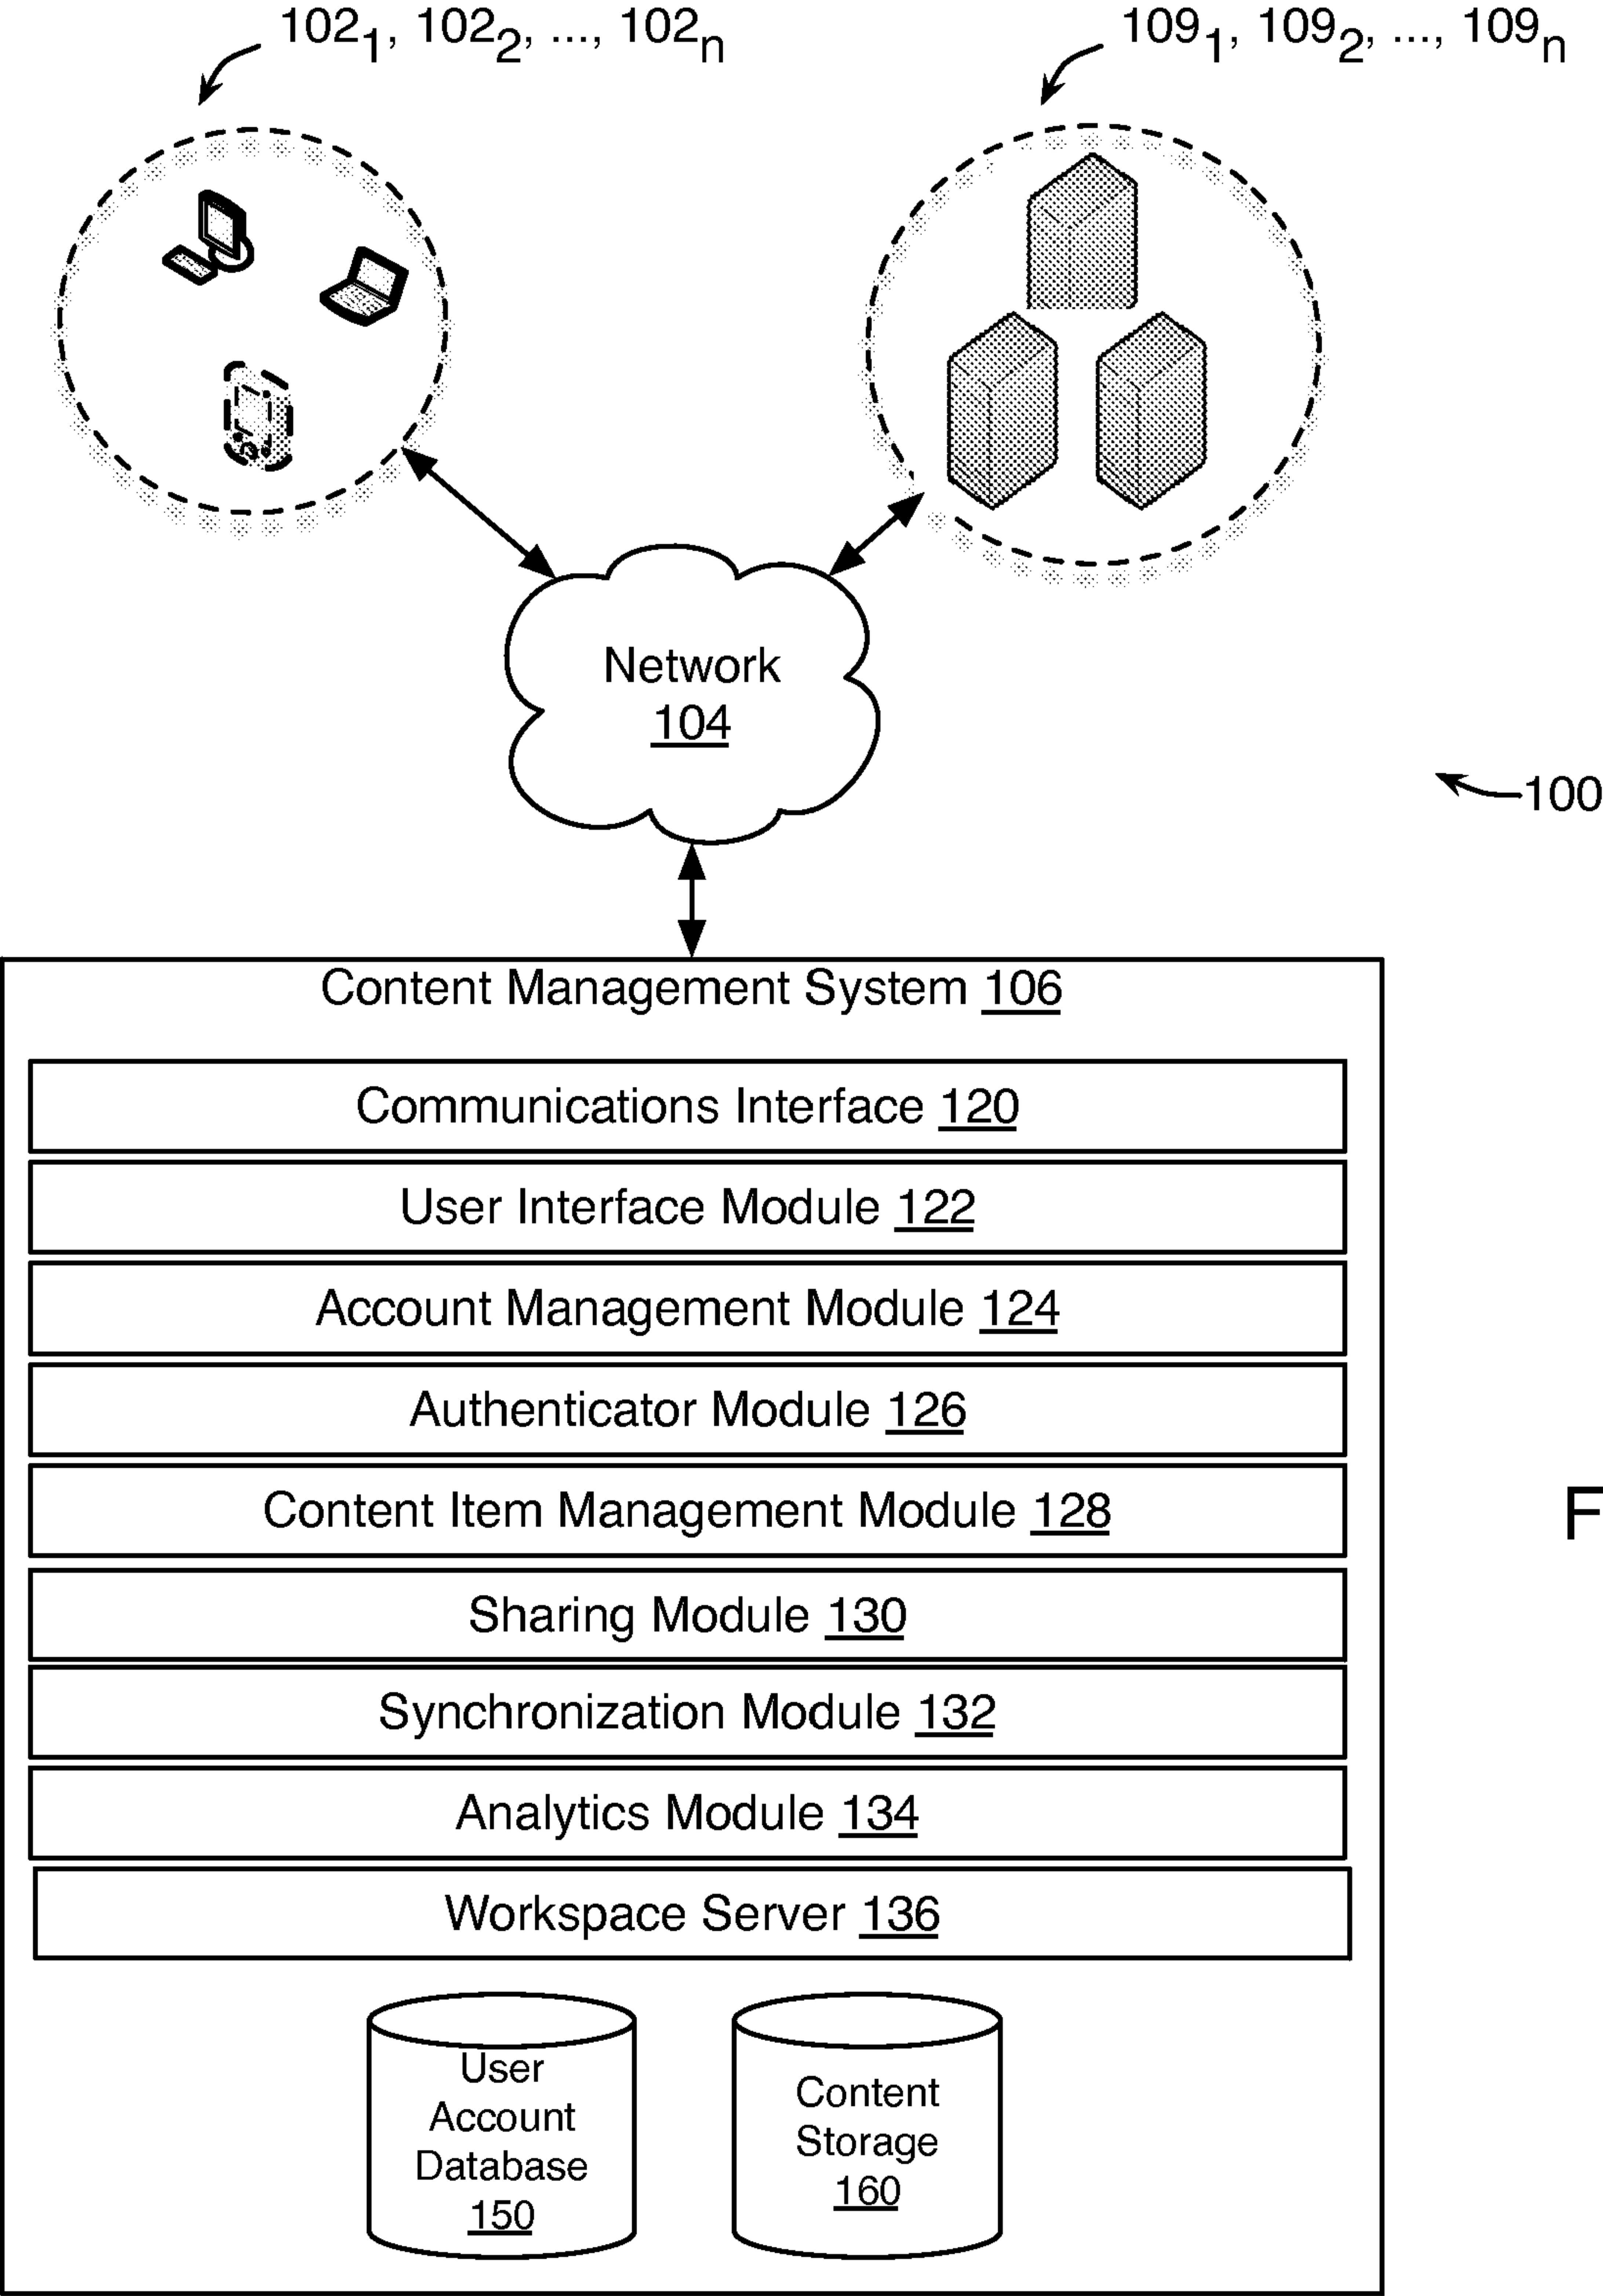 102₁, 102₂, ..., 102ₙ
109₁, 109₂, ..., 109ₙ
Network
104
100
Content Management System 106
Communications Interface 120
User Interface Module 122
Account Management Module 124
Authenticator Module 126
Content Item Management Module 128
F
Sharing Module 130
Synchronization Module 132
Analytics Module 134
Workspace Server 136
User
Account
Database
150
Content
Storage
160